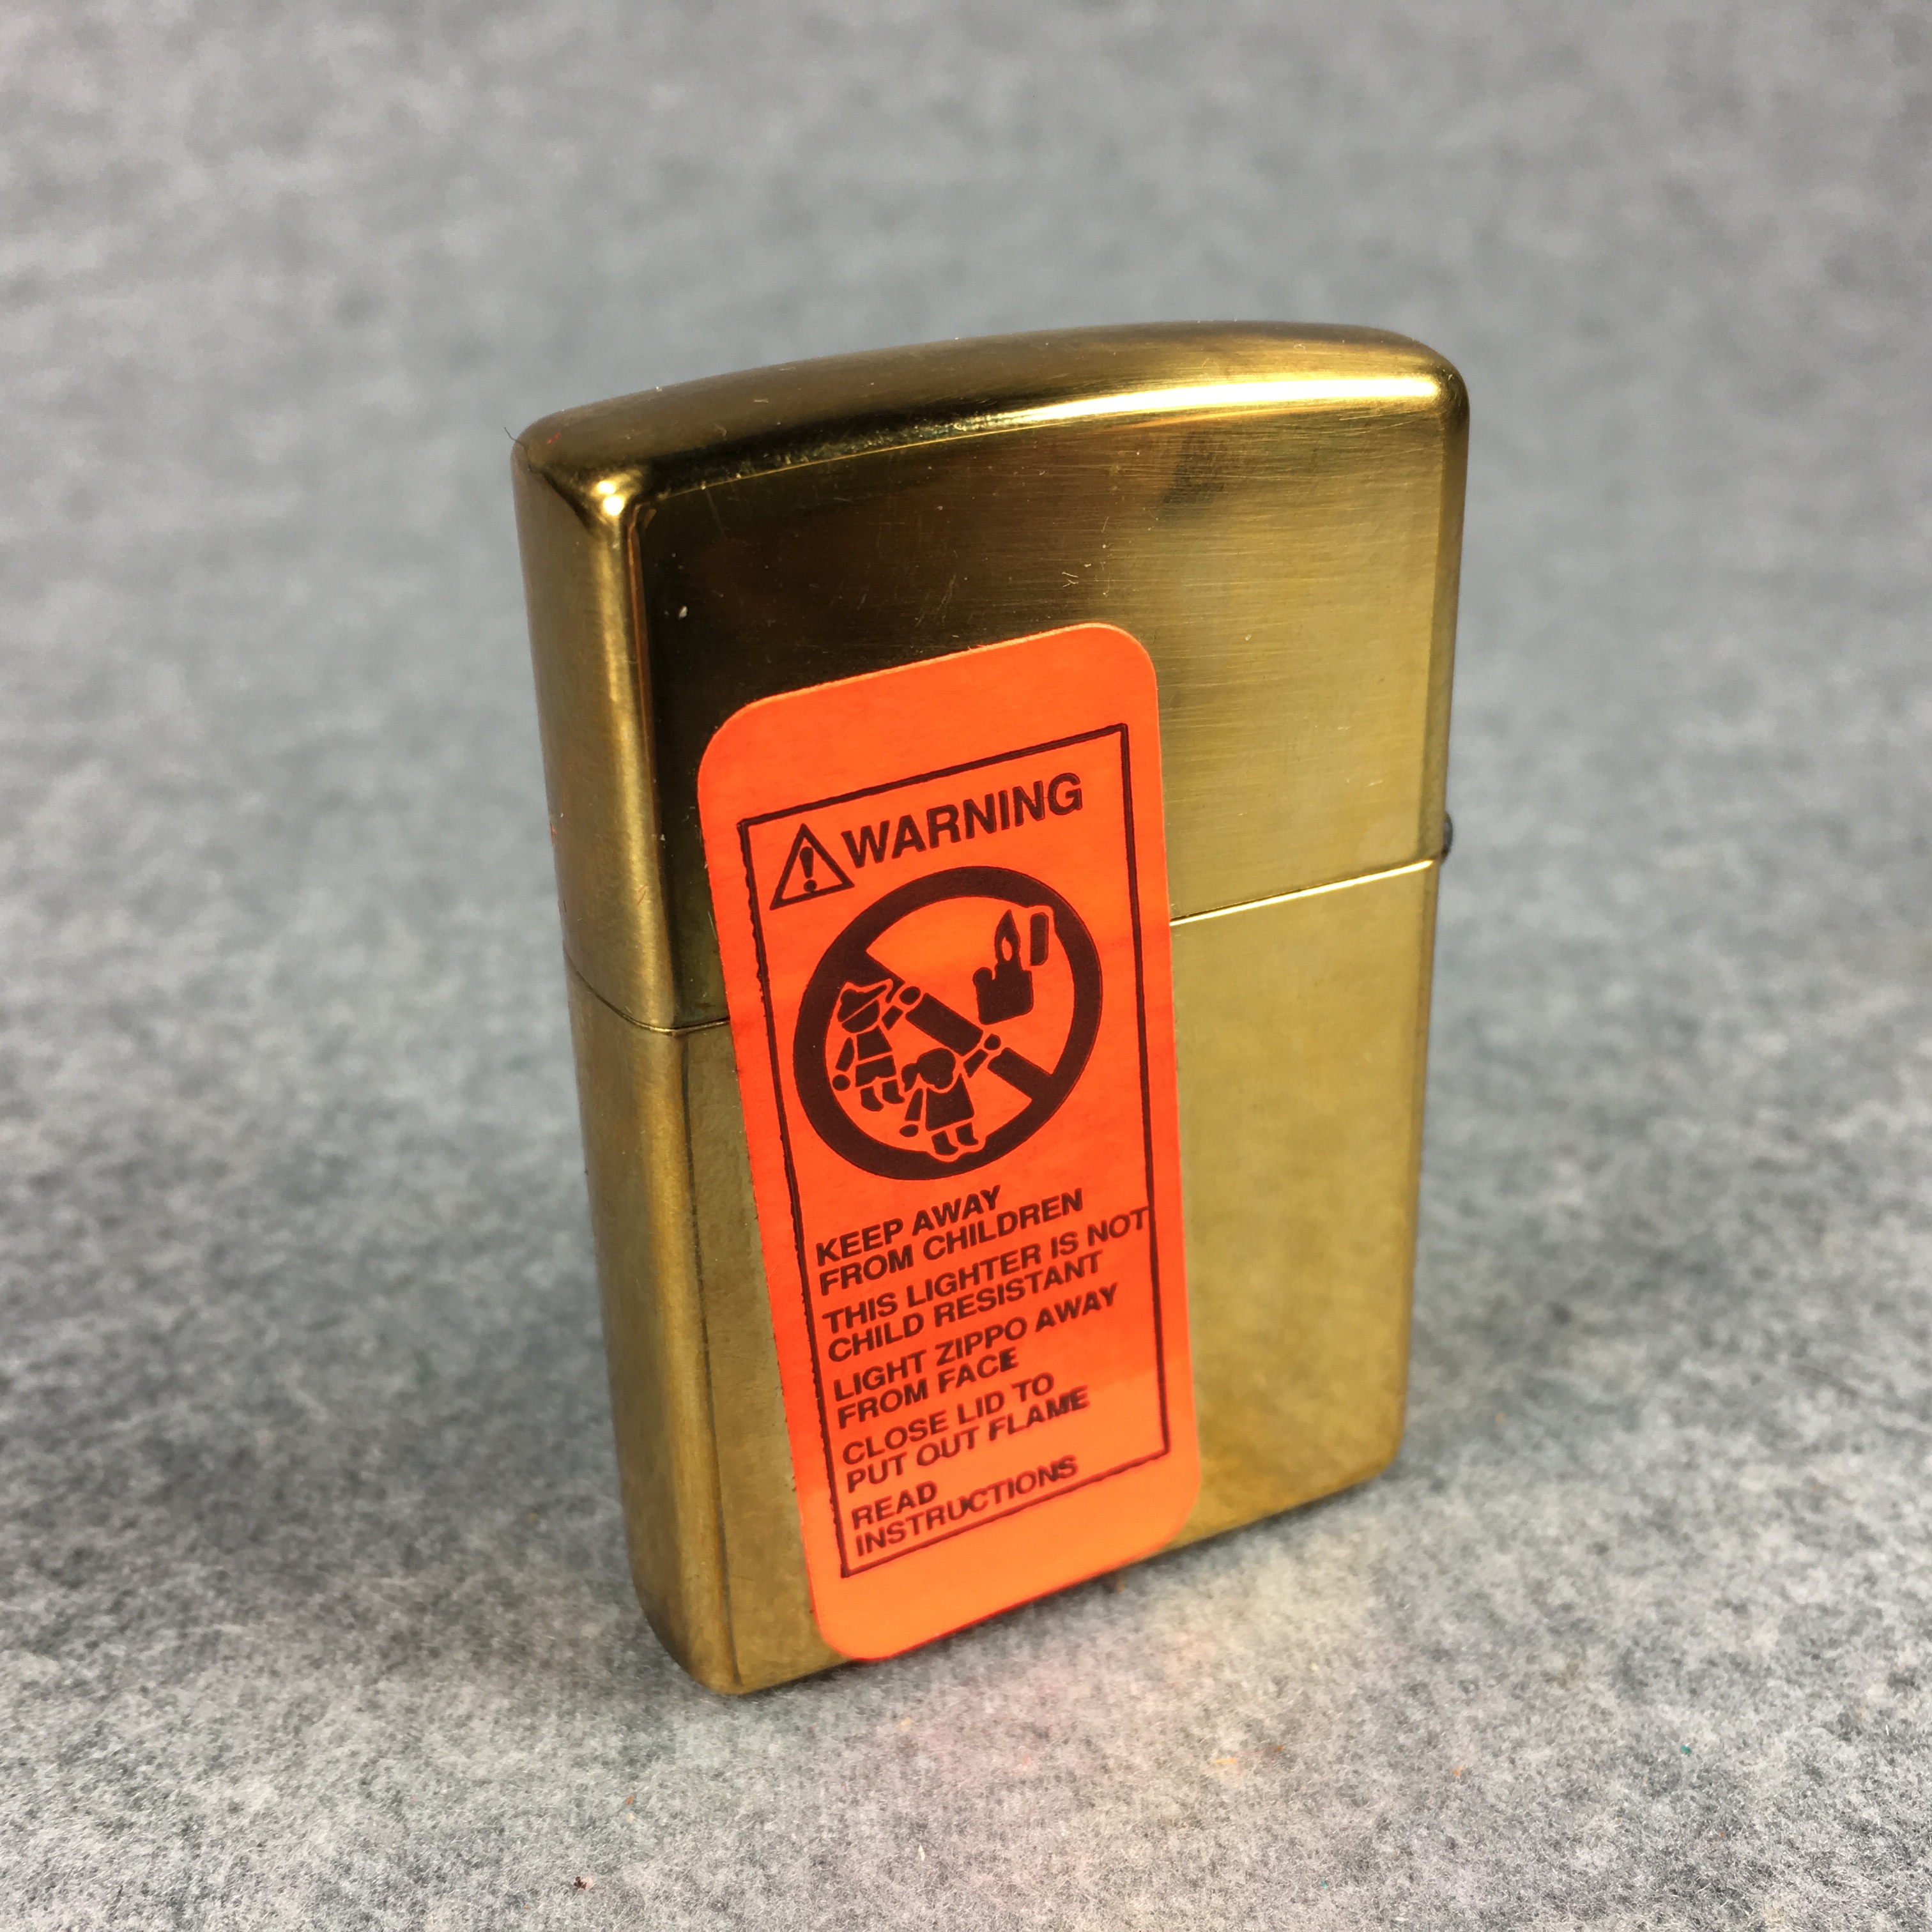 WARNING
KEEP AWAY
FROM CHILDREN
THIS LIGHTER IS NOT
CHILD RESISTANT
LIGHT ZIPPO AWAY
FROM FACE
CLOSE LID TO
PUT OUT FLAME
READ
INSTRUCTIONS